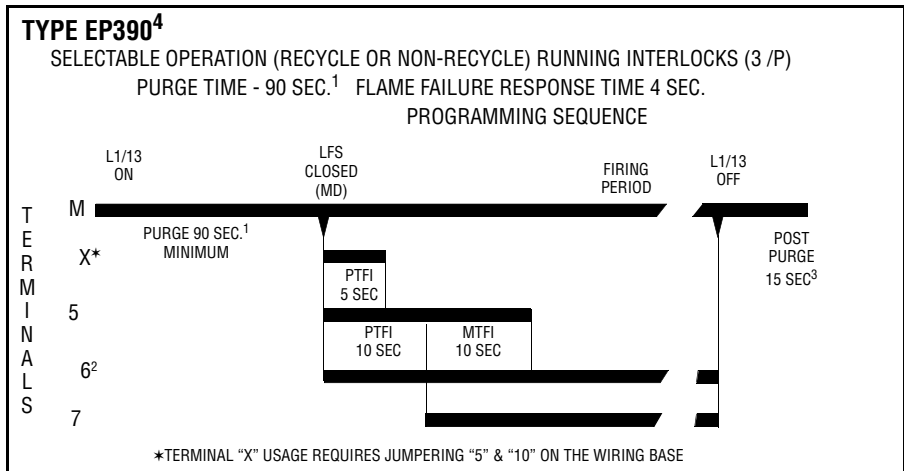 TYPE EP390⁴
SELECTABLE OPERATION (RECYCLE OR NON-RECYCLE) RUNNING INTERLOCKS (3 /P)
PURGE TIME - 90 SEC.¹ FLAME FAILURE RESPONSE TIME 4 SEC.
PROGRAMMING SEQUENCE
L1/13
ON
LFS
CLOSED
(MD)
FIRING
PERIOD
L1/13
OFF
TERMINALS
M
PURGE 90 SEC.¹
MINIMUM
POST
PURGE
15 SEC³
X*
PTFI
5 SEC
5
PTFI
10 SEC
MTFI
10 SEC
6²
7
*TERMINAL “X” USAGE REQUIRES JUMPERING “5” & “10” ON THE WIRING BASE